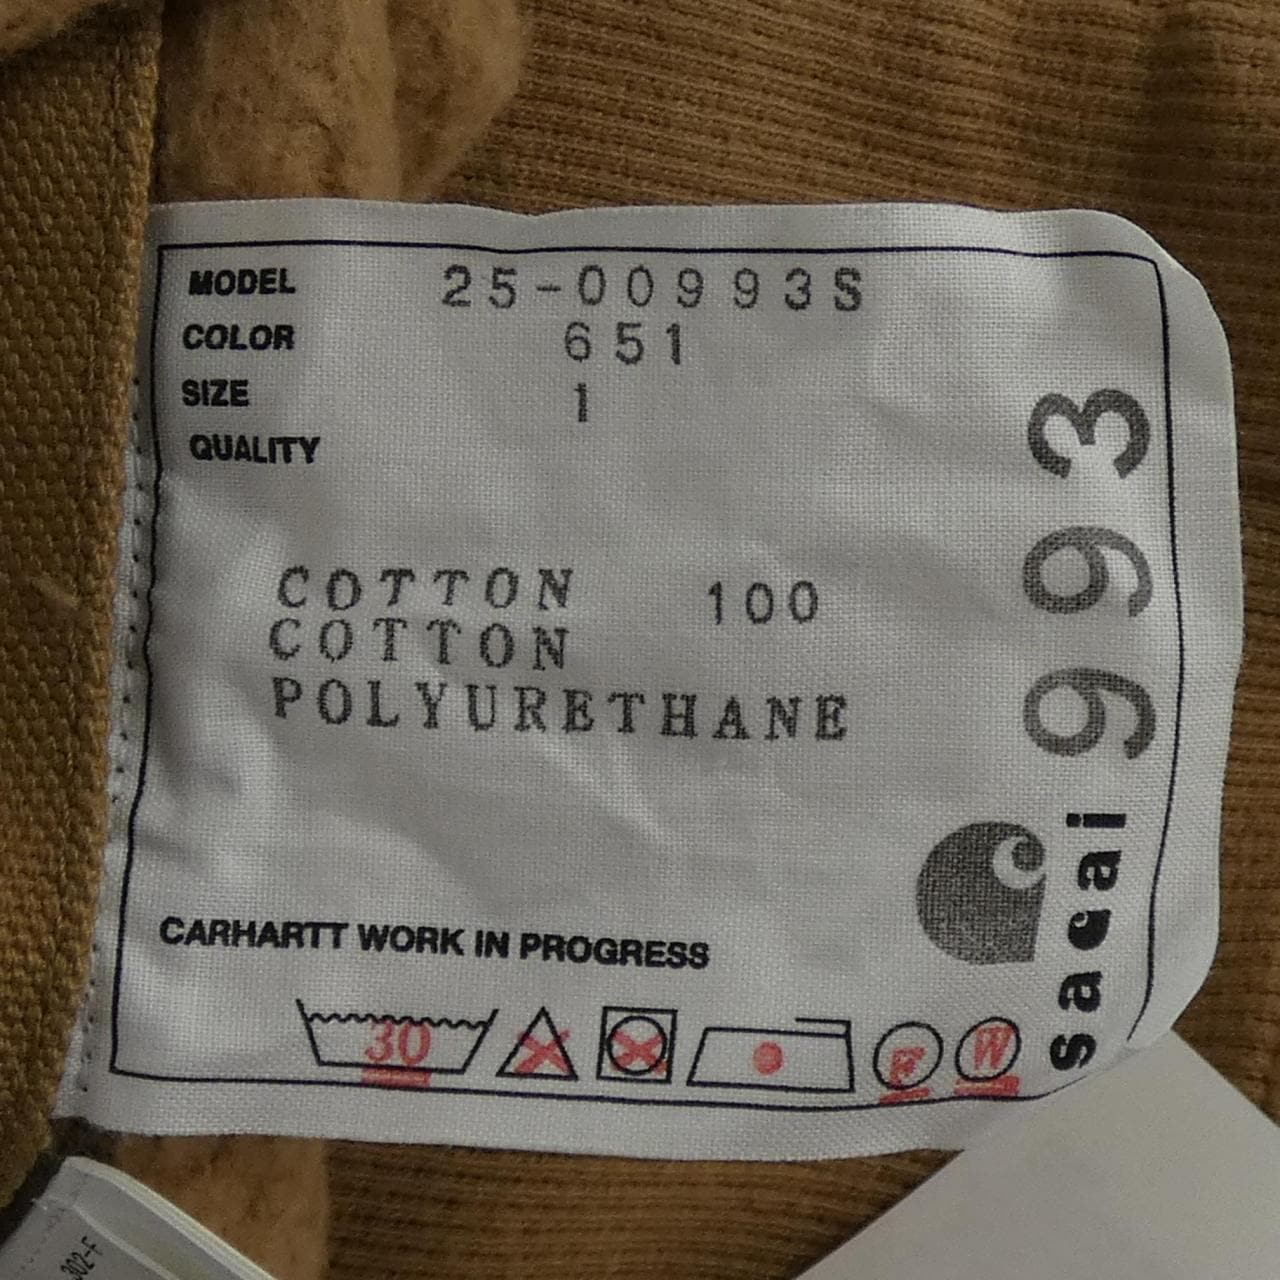 MODEL 25-00993S
COLOR 651
SIZE 1
QUALITY
COTTON 100
COTTON
POLYURETHANE
CARHARTT WORK IN PROGRESS
30
F
W
sacai 993
302-F